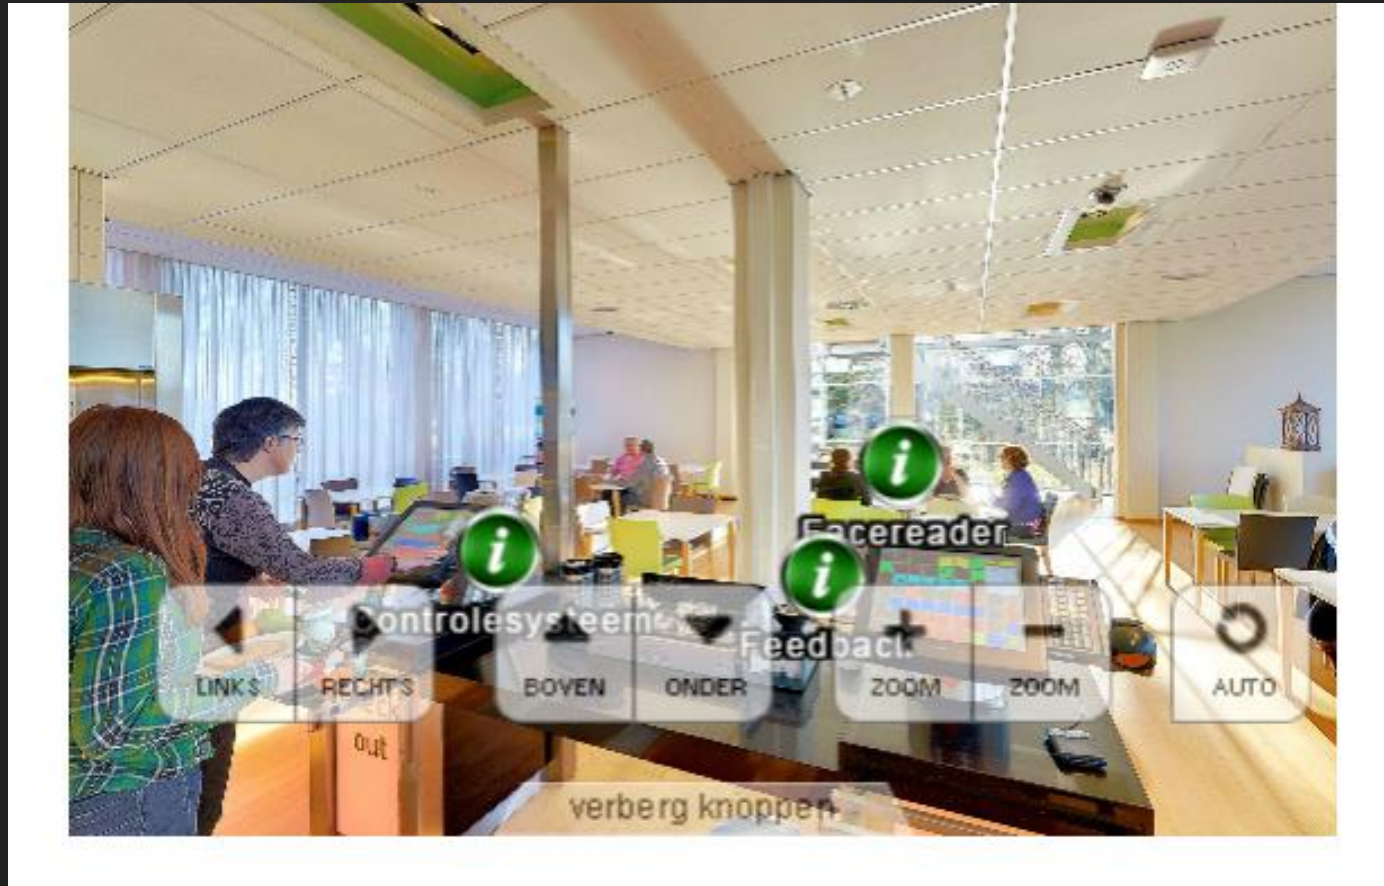 Facereader
Controlesysteem
Feedback
LINKS
RECHTS
BOVEN
ONDER
ZOOM
ZOOM
AUTO
out
verberg knoppen